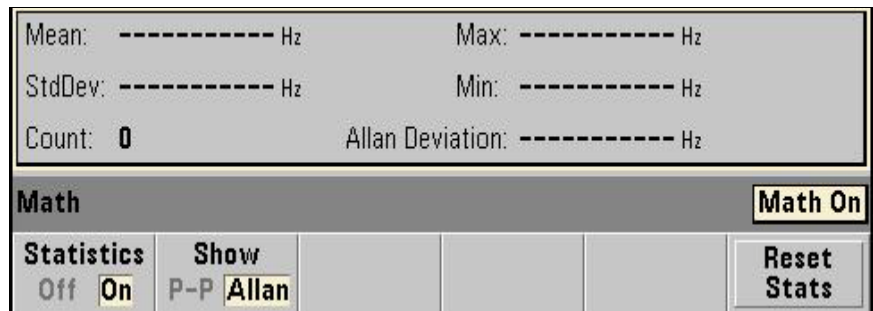 Mean: ----------- Hz Max: ----------- Hz
StdDev: ----------- Hz Min: ----------- Hz
Count: 0 Allan Deviation: ----------- Hz
Math Math On
Statistics Show Reset
Off On P-P Allan Stats